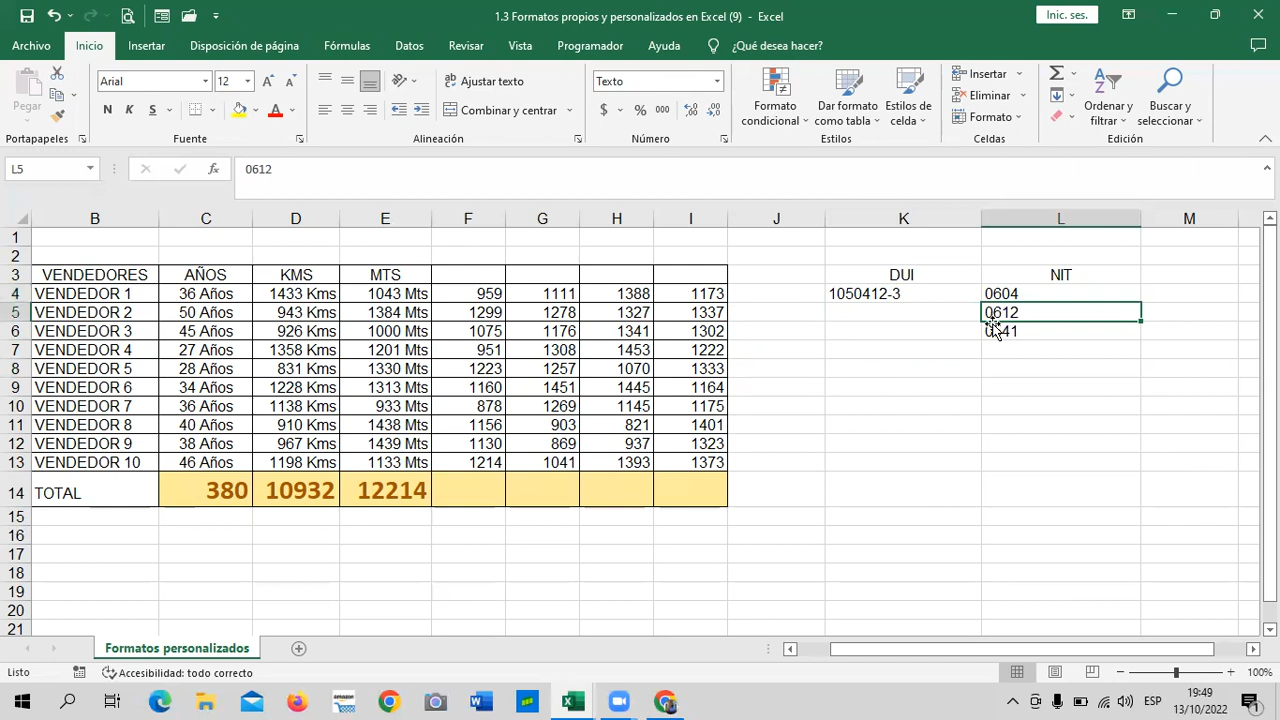 1.3 Formatos propios y personalizados en Excel (9) - Excel
Inic. ses.
Archivo Inicio Insertar Disposición de página Fórmulas Datos Revisar Vista Programador Ayuda ¿Qué desea hacer?
Pegar
Arial 12
N K S
Ajustar texto
Combinar y centrar
Texto
$ % 000
Formato condicional
Dar formato como tabla
Estilos de celda
Insertar
Eliminar
Formato
Ordenar y filtrar
Buscar y seleccionar
Portapapeles Fuente Alineación Número Estilos Celdas Edición
L5 fx 0612
B C D E F G H I J K L M
1
2
3 VENDEDORES AÑOS KMS MTS DUI NIT
4 VENDEDOR 1 36 Años 1433 Kms 1043 Mts 959 1111 1388 1173 1050412-3 0604
5 VENDEDOR 2 50 Años 943 Kms 1384 Mts 1299 1278 1327 1337 0612
6 VENDEDOR 3 45 Años 926 Kms 1000 Mts 1075 1176 1341 1302
7 VENDEDOR 4 27 Años 1358 Kms 1201 Mts 951 1308 1453 1222
8 VENDEDOR 5 28 Años 831 Kms 1330 Mts 1223 1257 1070 1333
9 VENDEDOR 6 34 Años 1228 Kms 1313 Mts 1160 1451 1445 1164
10 VENDEDOR 7 36 Años 1138 Kms 933 Mts 878 1269 1145 1175
11 VENDEDOR 8 40 Años 910 Kms 1438 Mts 1156 903 821 1401
12 VENDEDOR 9 38 Años 967 Kms 1439 Mts 1130 869 937 1323
13 VENDEDOR 10 46 Años 1198 Kms 1133 Mts 1214 1041 1393 1373
14 TOTAL 380 10932 12214
15
16
17
18
19
20
21
Formatos personalizados
Listo Accesibilidad: todo correcto 100%
ESP 19:49
13/10/2022